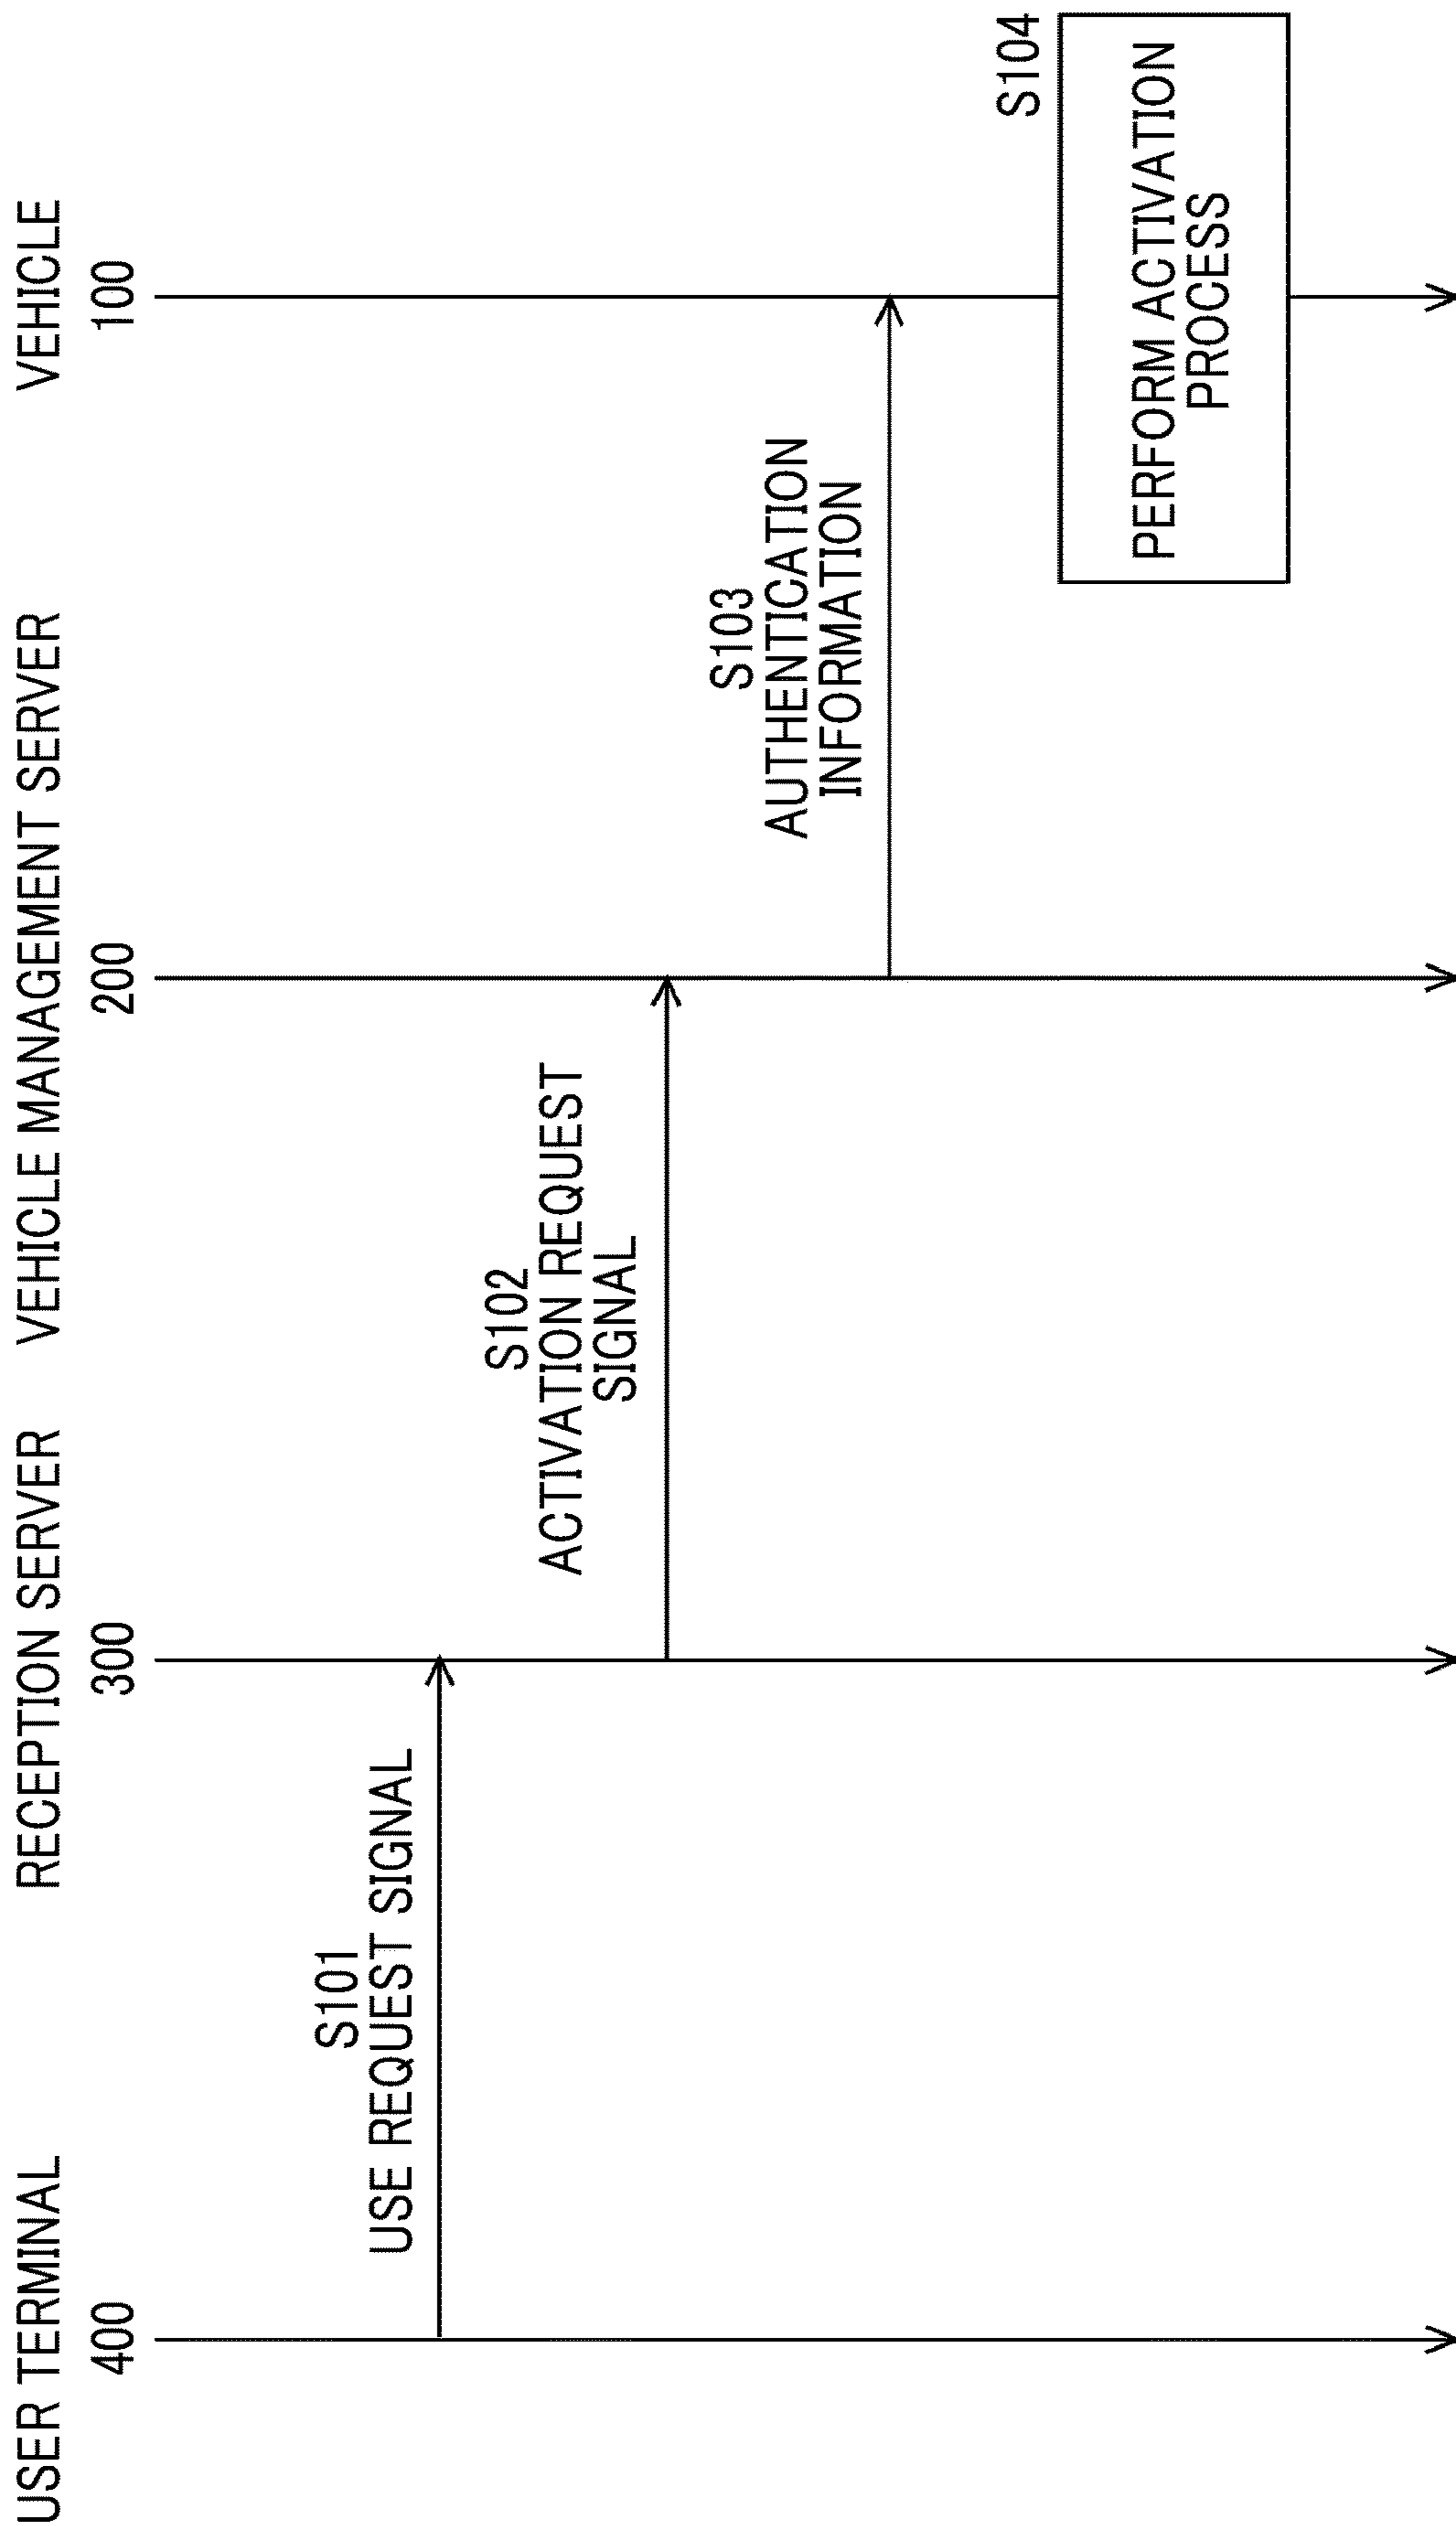 USER TERMINAL
400
RECEPTION SERVER
300
VEHICLE MANAGEMENT SERVER
200
VEHICLE
100
S101
USE REQUEST SIGNAL
S102
ACTIVATION REQUEST
SIGNAL
S103
AUTHENTICATION
INFORMATION
S104
PERFORM ACTIVATION
PROCESS